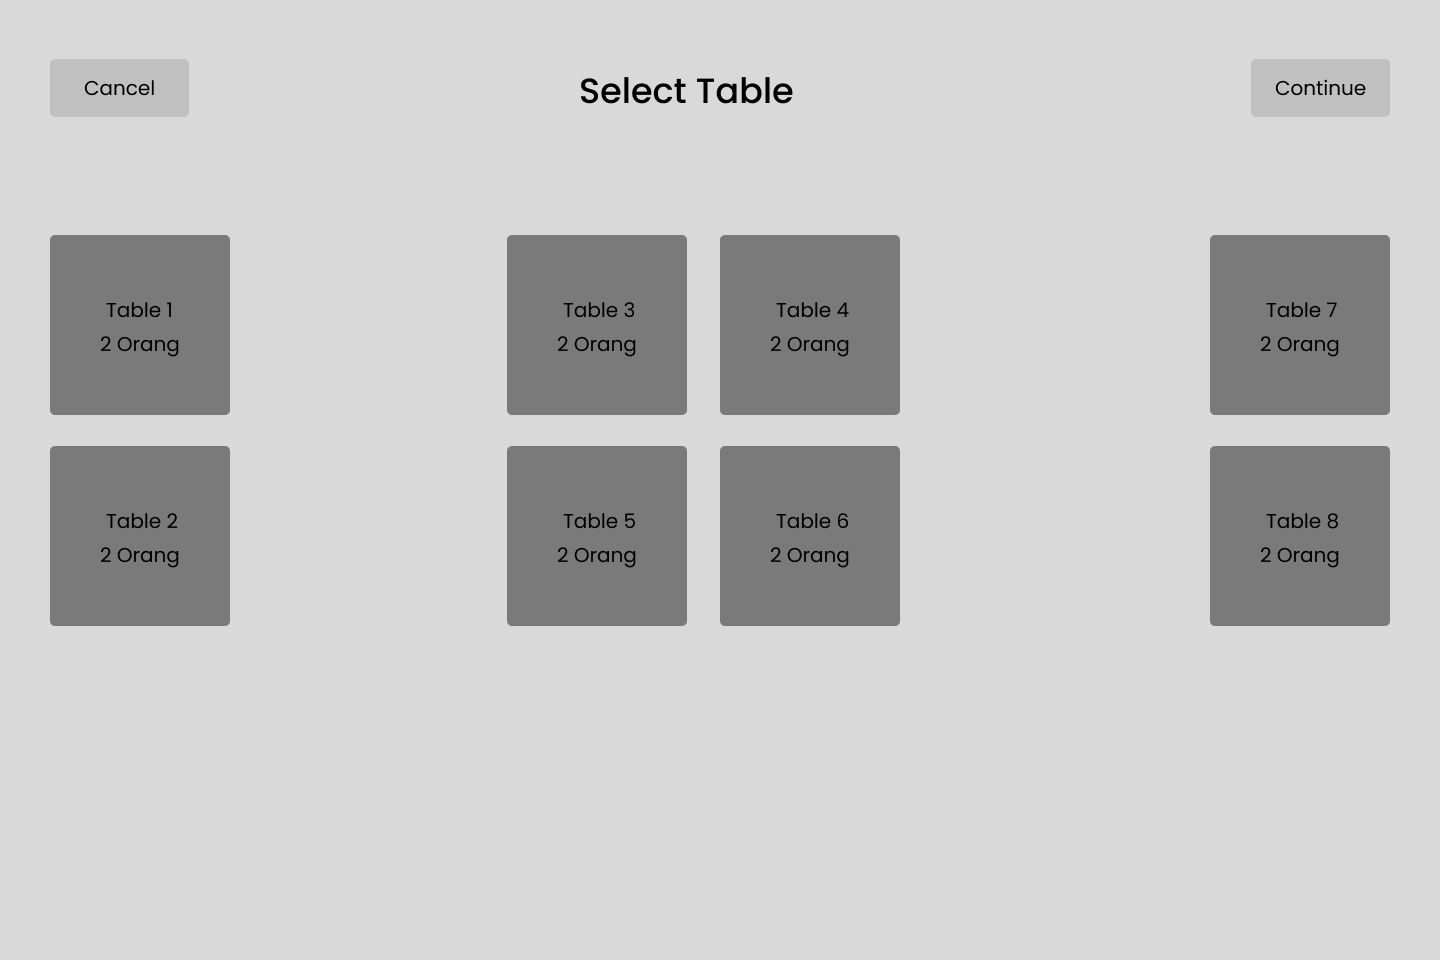 Cancel
Select Table
Continue
Table 1
2 Orang
Table 3
2 Orang
Table 4
2 Orang
Table 7
2 Orang
Table 2
2 Orang
Table 5
2 Orang
Table 6
2 Orang
Table 8
2 Orang